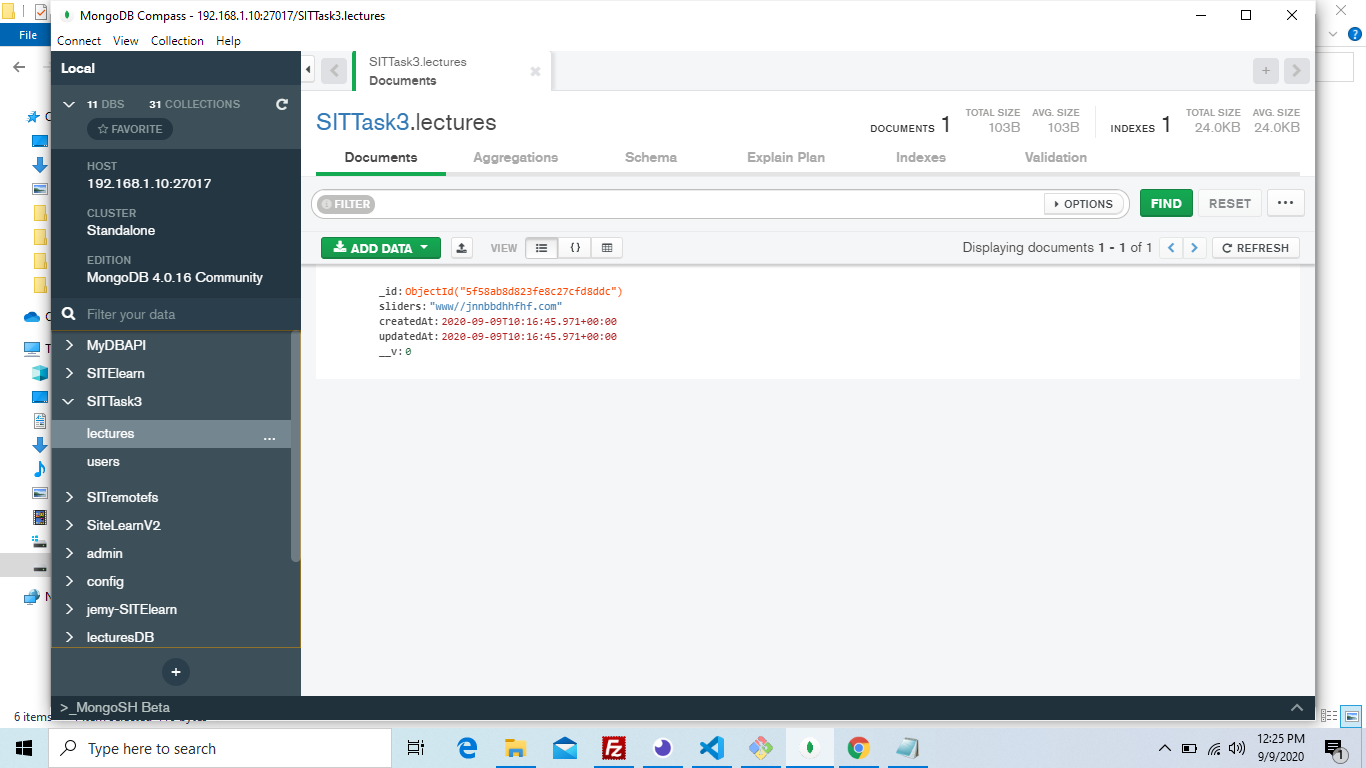 MongoDB Compass - 192.168.1.10:27017/SITTask3.lectures
File
Connect View Collection Help
Local
11 DBS 31 COLLECTIONS
FAVORITE
HOST
192.168.1.10:27017
CLUSTER
Standalone
EDITION
MongoDB 4.0.16 Community
Filter your data
MyDBAPI
SITElearn
SITTask3
lectures ...
users
SITremotefs
SiteLearnV2
admin
config
jemy-SITElearn
lecturesDB
+
SITTask3.lectures
Documents
SITTask3.lectures
DOCUMENTS 1 TOTAL SIZE 103B AVG. SIZE 103B INDEXES 1 TOTAL SIZE 24.0KB AVG. SIZE 24.0KB
Documents Aggregations Schema Explain Plan Indexes Validation
FILTER OPTIONS FIND RESET ...
ADD DATA VIEW {} Displaying documents 1 - 1 of 1 < > REFRESH
_id: ObjectId("5f58ab8d823fe8c27cfd8ddc")
sliders: "www//jnnbbdhhfhf.com"
createdAt: 2020-09-09T10:16:45.971+00:00
updatedAt: 2020-09-09T10:16:45.971+00:00
__v: 0
>_MongoSH Beta
6 items
Type here to search
12:25 PM
9/9/2020
1